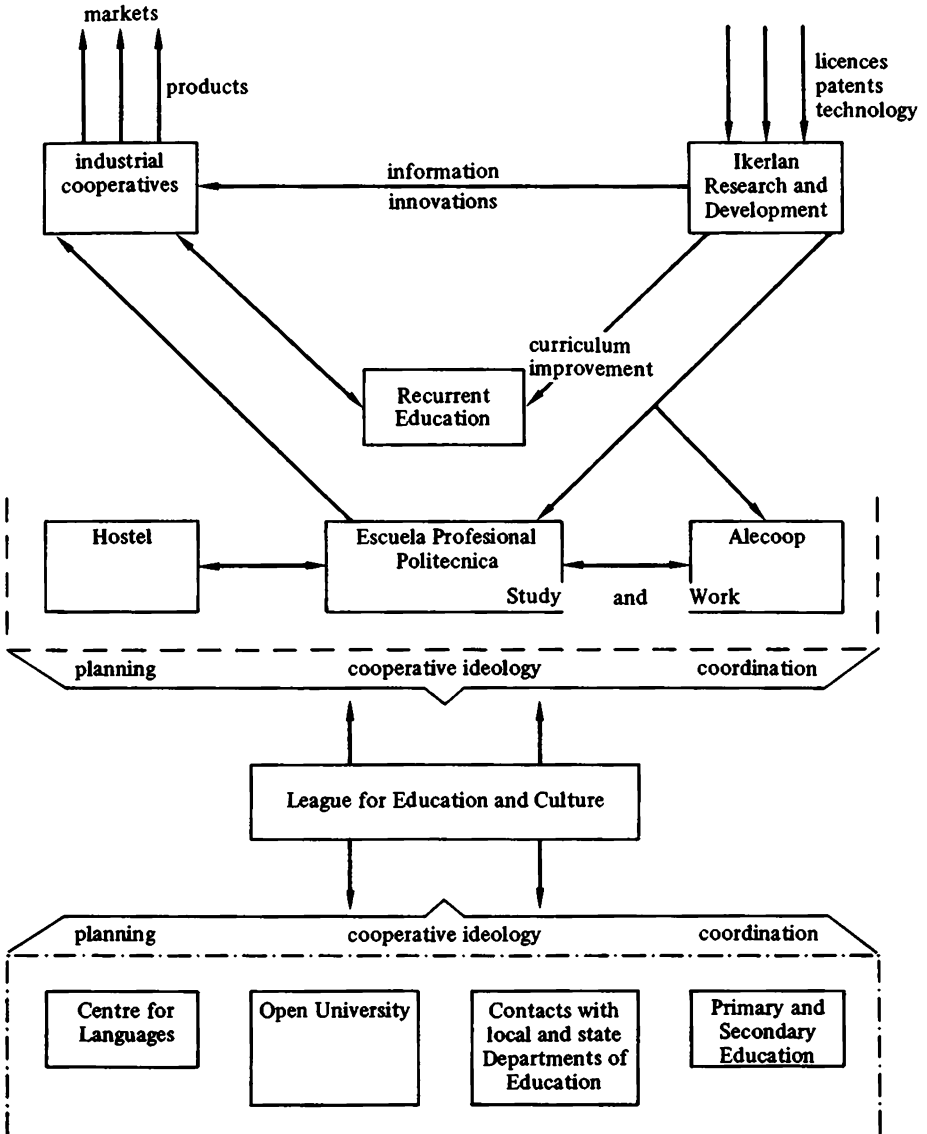 markets
products
licences
patents
technology
industrial
cooperatives
information
innovations
Ikerlan
Research and
Development
curriculum
improvement
Recurrent
Education
Hostel
Escuela Profesional
Politecnica
Alecoop
Study and Work
planning cooperative ideology coordination
League for Education and Culture
planning cooperative ideology coordination
Centre for
Languages
Open University
Contacts with
local and state
Departments of
Education
Primary and
Secondary
Education